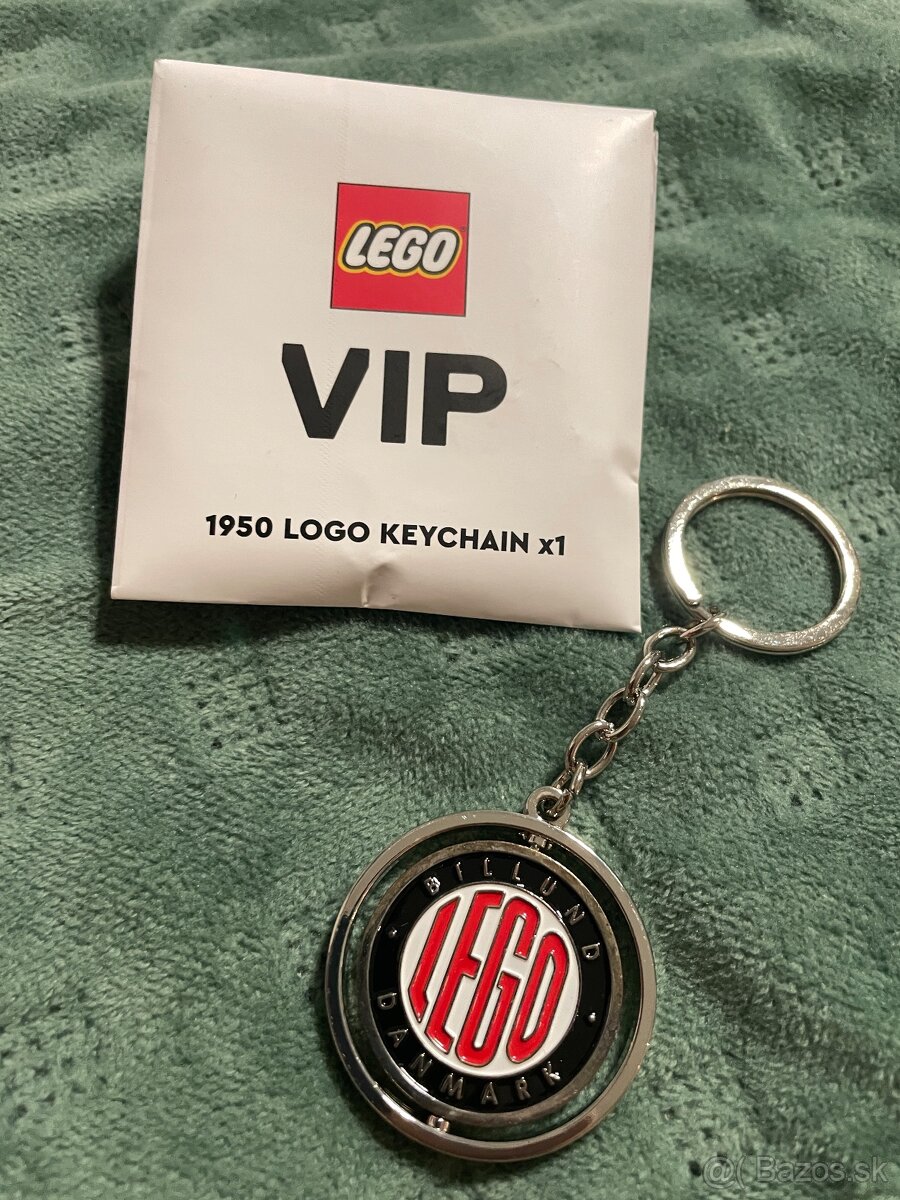 LEGO
VIP
1950 LOGO KEYCHAIN x1
BILLUND
LEGO
DANMARK
@( Bazos.sk